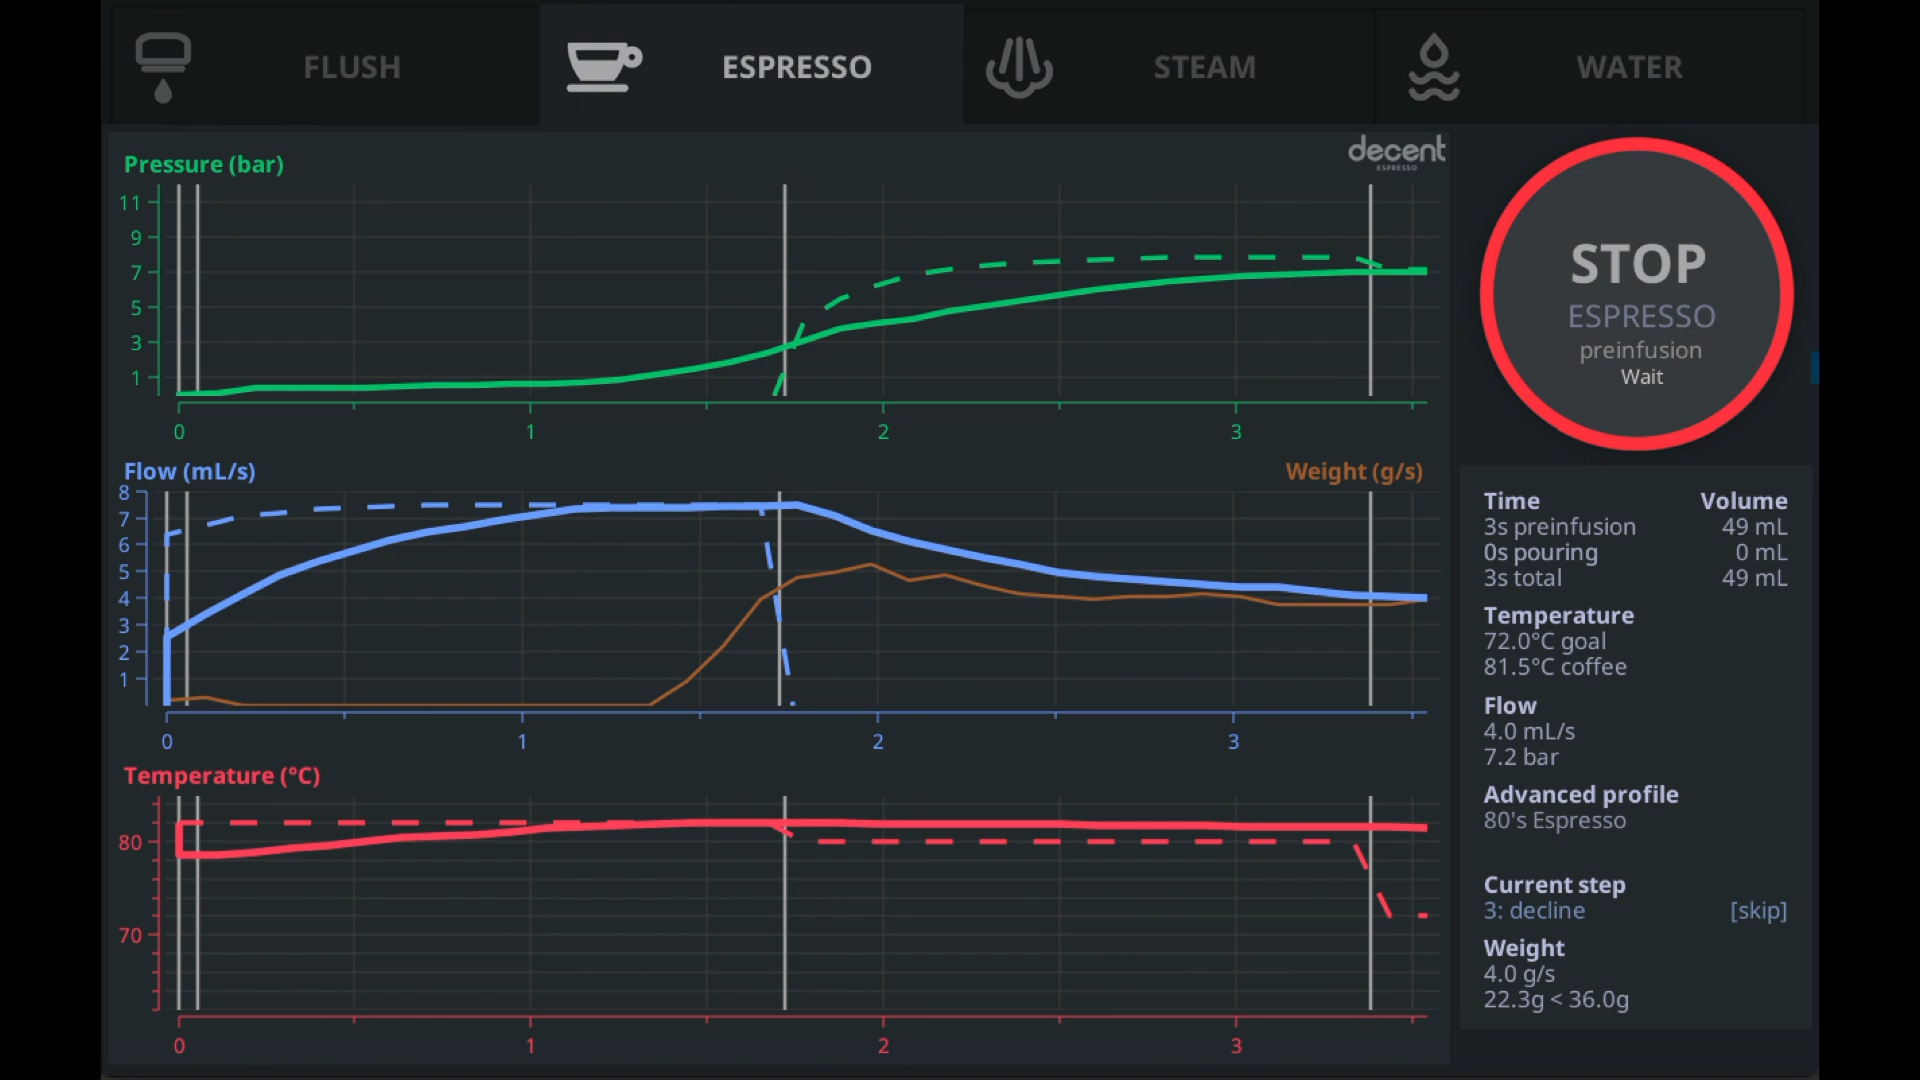 FLUSH
ESPRESSO
STEAM
WATER
Pressure (bar)
decent
ESPRESSO
11
9
7
5
3
1
0 1 2 3
Flow (mL/s)
Weight (g/s)
8
7
6
5
4
3
2
1
0 1 2 3
Temperature (°C)
80
70
0 1 2 3
STOP
ESPRESSO
preinfusion
Wait
Time Volume
3s preinfusion 49 mL
0s pouring 0 mL
3s total 49 mL
Temperature
72.0°C goal
81.5°C coffee
Flow
4.0 mL/s
7.2 bar
Advanced profile
80's Espresso
Current step
3: decline [skip]
Weight
4.0 g/s
22.3g < 36.0g